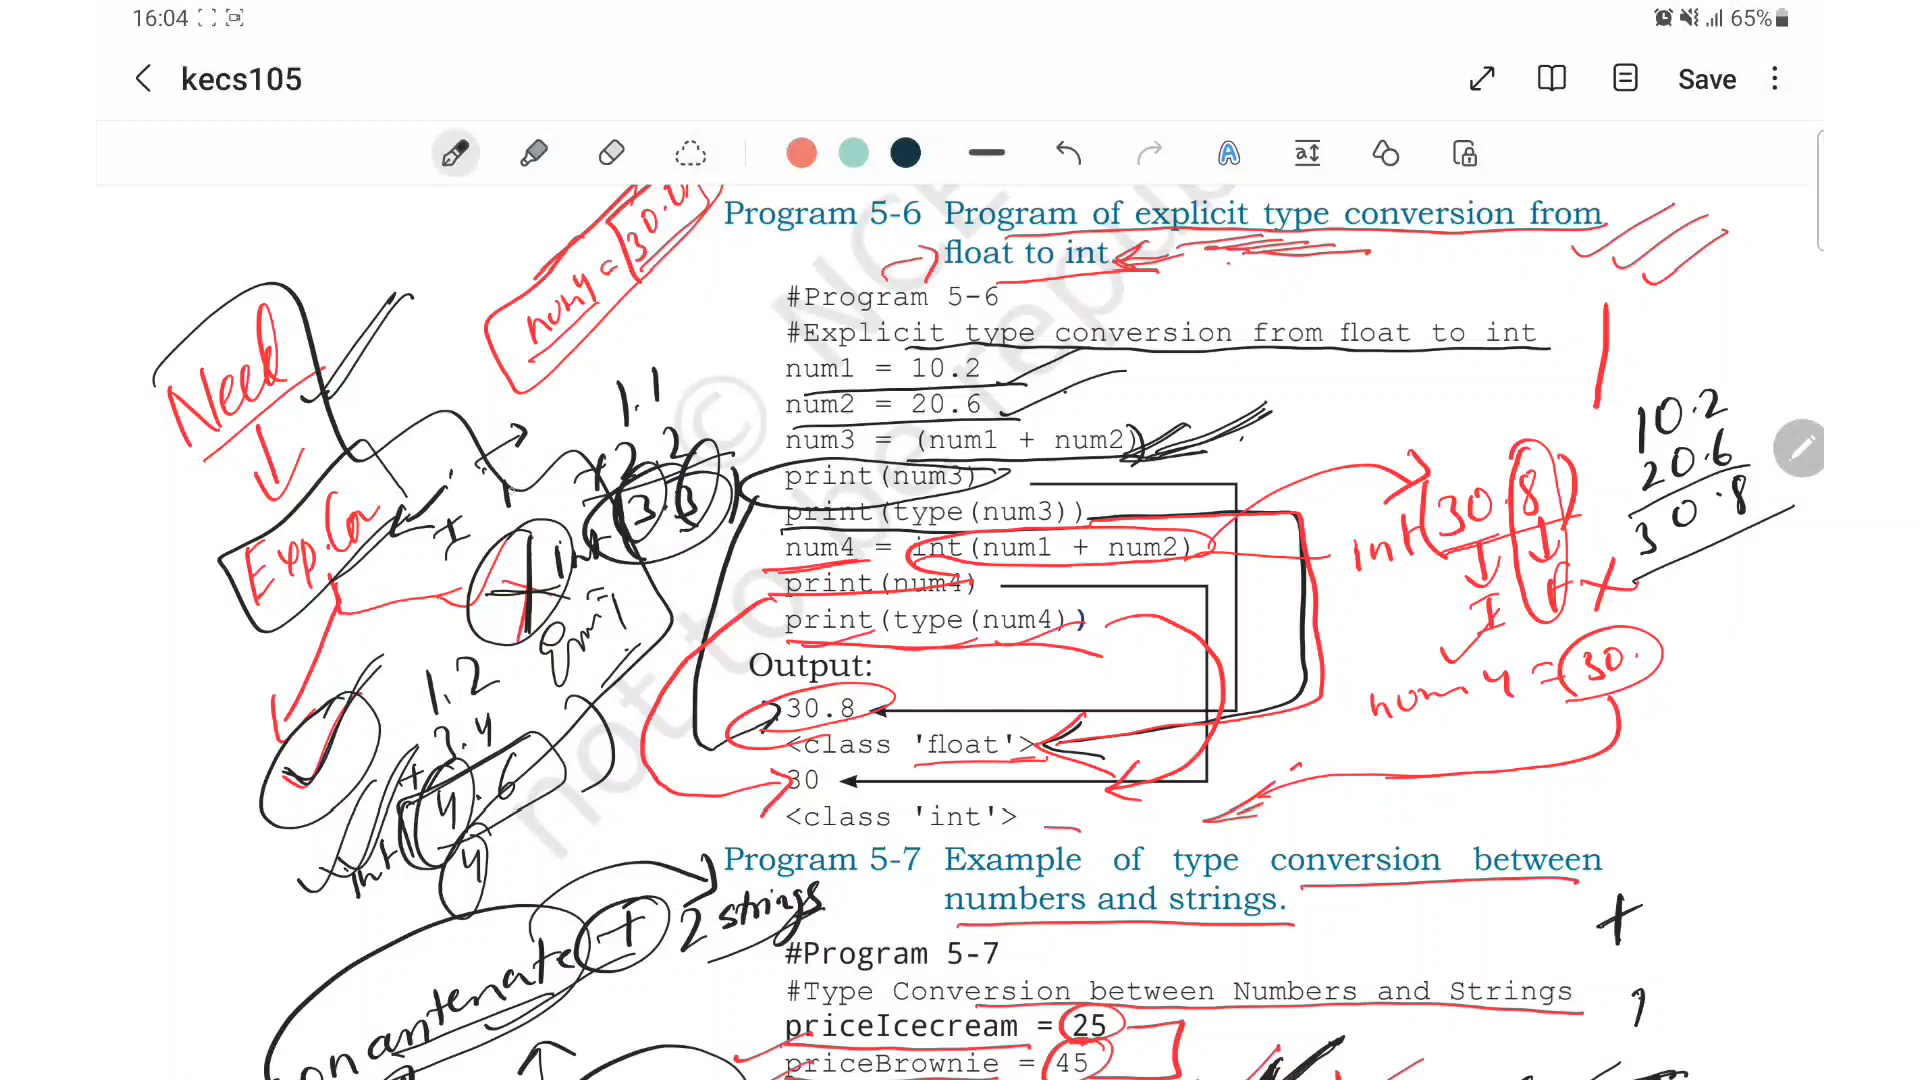 16:04
65%
kecs105
Save
Program 5-6 Program of explicit type conversion from
float to int.
#Program 5-6
#Explicit type conversion from float to int
num1 = 10.2
num2 = 20.6
num3 = (num1 + num2)
print(num3)
print(type(num3))
num4 = int(num1 + num2)
print(num4)
print(type(num4))
Output:
30.8
<class 'float'>
30
<class 'int'>
Program 5-7 Example of type conversion between
numbers and strings.
#Program 5-7
#Type Conversion between Numbers and Strings
priceIcecream = 25
priceBrownie = 45
num4 = 30.
Need
Exp. Con
1.1
+2.2
int(3.3)
1.2
+ 3.4
int(4.6
4
+ 2 strings
10.2
20.6
30.8
int(30.8)
I F
num4 = 30.
+